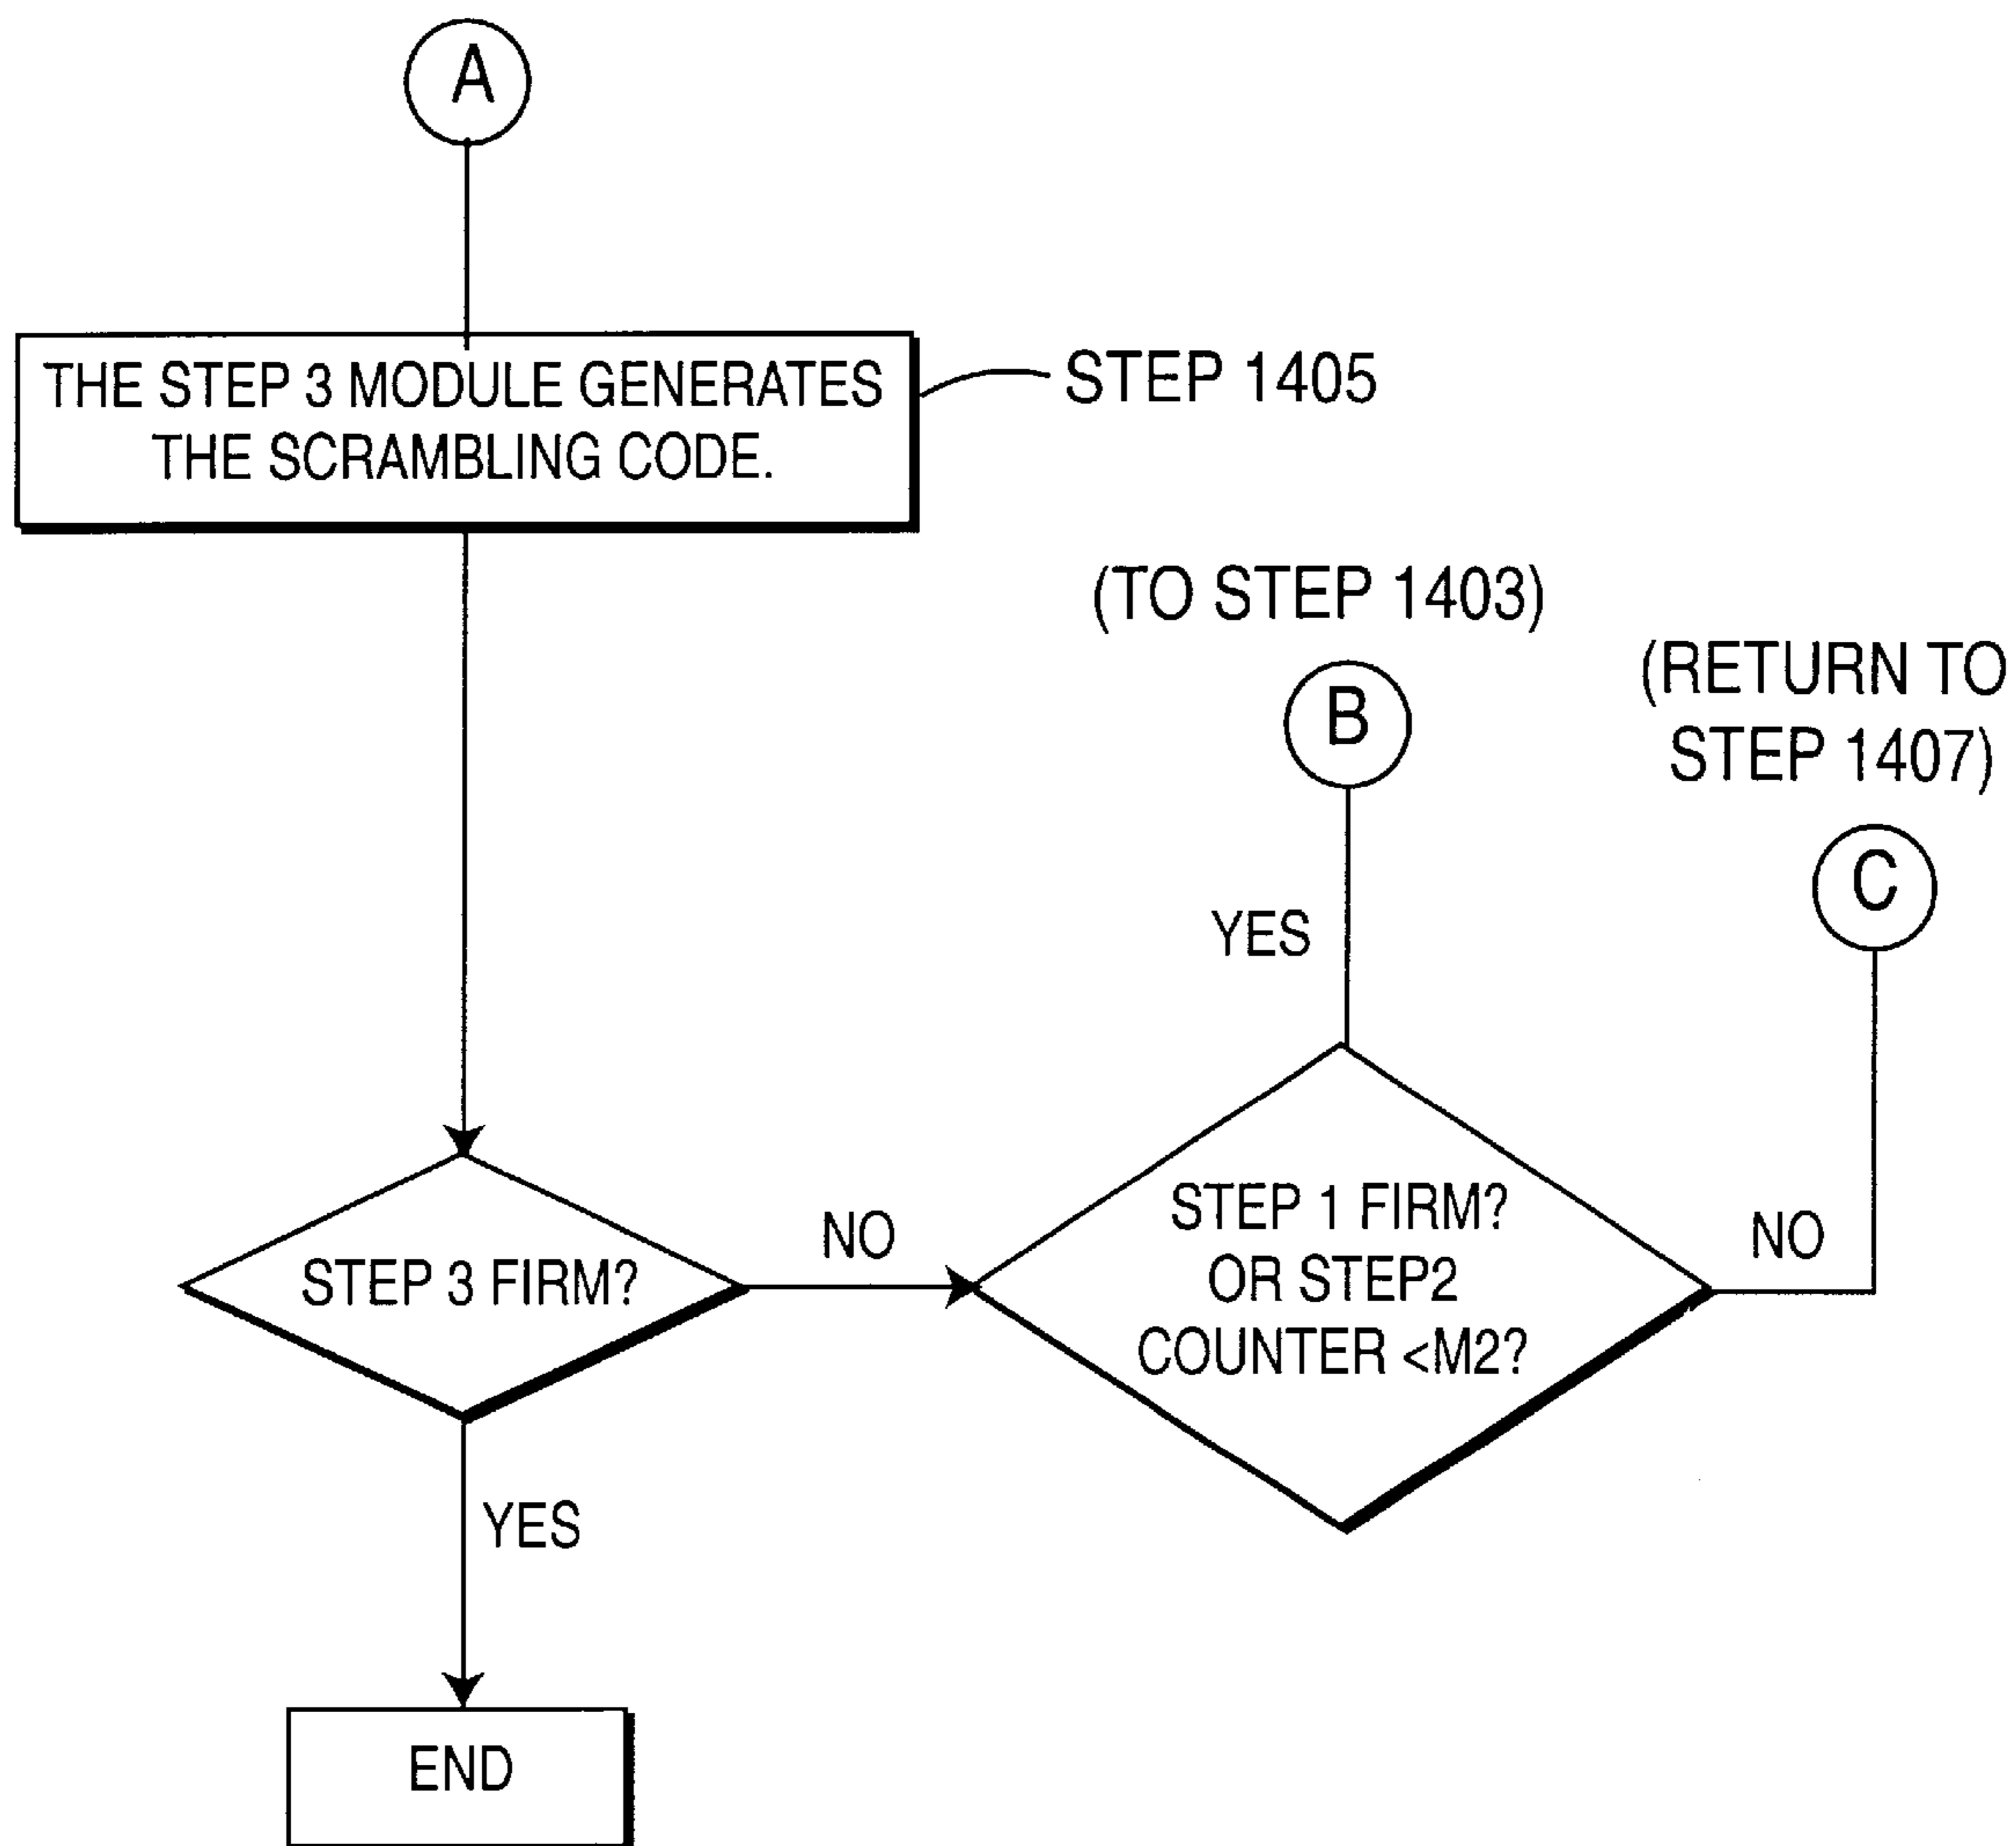 A
THE STEP 3 MODULE GENERATES
THE SCRAMBLING CODE.
STEP 1405
(TO STEP 1403)
B
(RETURN TO
STEP 1407)
C
YES
STEP 3 FIRM?
NO
STEP 1 FIRM?
OR STEP2
COUNTER <M2?
NO
YES
END